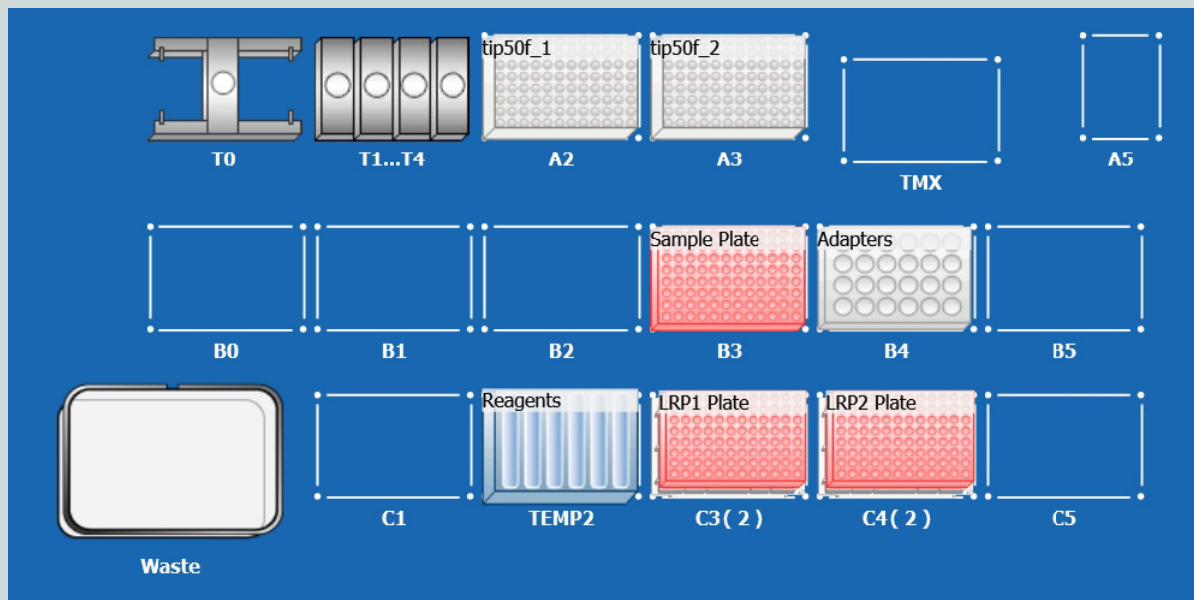 tip50f_1
tip50f_2
T0
T1...T4
A2
A3
TMX
A5
Sample Plate
Adapters
B0
B1
B2
B3
B4
B5
Reagents
LRP1 Plate
LRP2 Plate
C1
TEMP2
C3( 2 )
C4( 2 )
C5
Waste